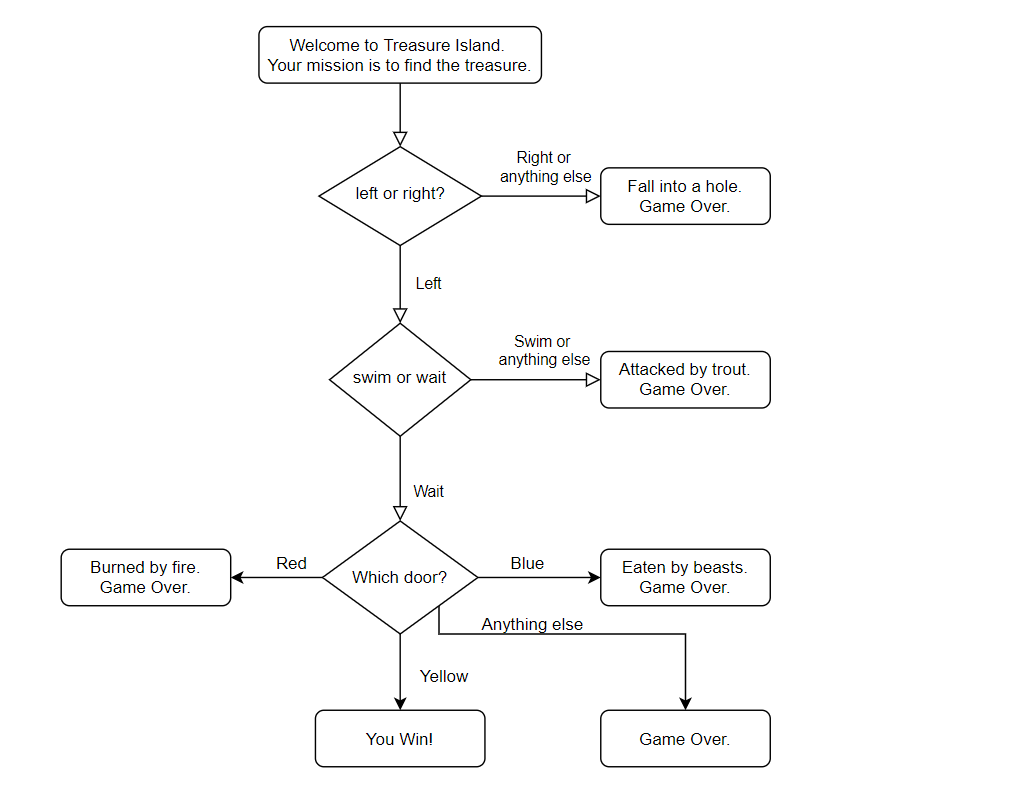 Welcome to Treasure Island.
Your mission is to find the treasure.
Right or
anything else
left or right?
Fall into a hole.
Game Over.
Left
Swim or
anything else
swim or wait
Attacked by trout.
Game Over.
Wait
Burned by fire.
Game Over.
Red
Which door?
Blue
Eaten by beasts.
Game Over.
Anything else
Yellow
You Win!
Game Over.